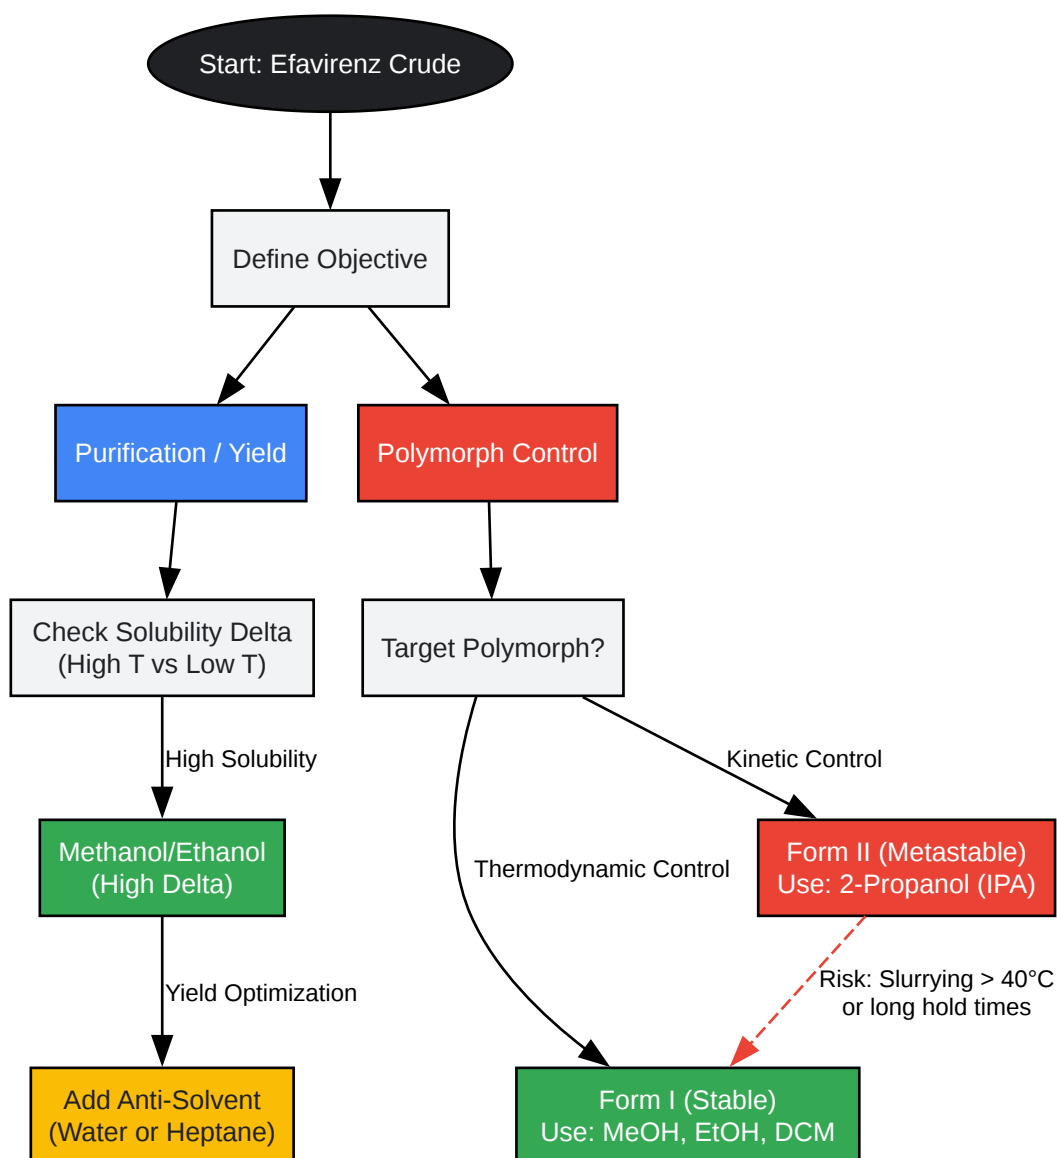 Start: Efavirenz Crude
Define Objective
Purification / Yield
Polymorph Control
Check Solubility Delta
(High T vs Low T)
Target Polymorph?
High Solubility
Kinetic Control
Methanol/Ethanol
(High Delta)
Thermodynamic Control
Form II (Metastable)
Use: 2-Propanol (IPA)
Yield Optimization
Risk: Slurrying > 40°C
or long hold times
Add Anti-Solvent
(Water or Heptane)
Form I (Stable)
Use: MeOH, EtOH, DCM